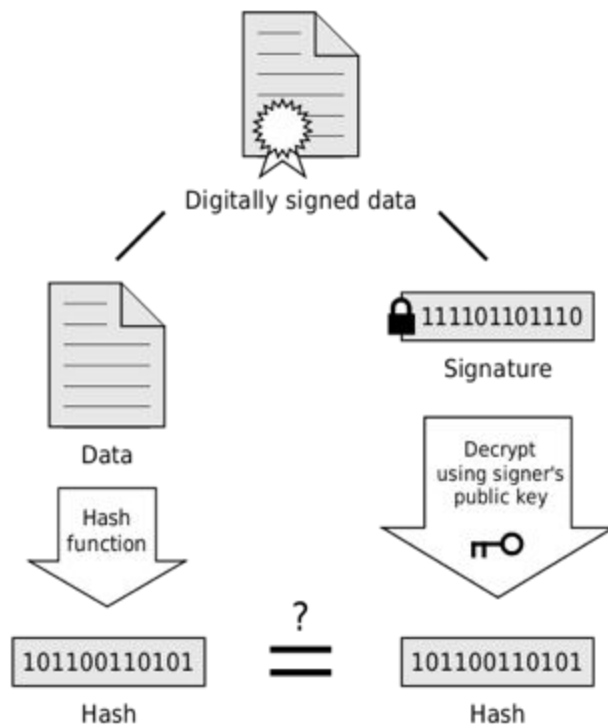 Digitally signed data
111101101110
Signature
Data
Decrypt
using signer's
public key
Hash
function
?
=
101100110101
101100110101
Hash
Hash